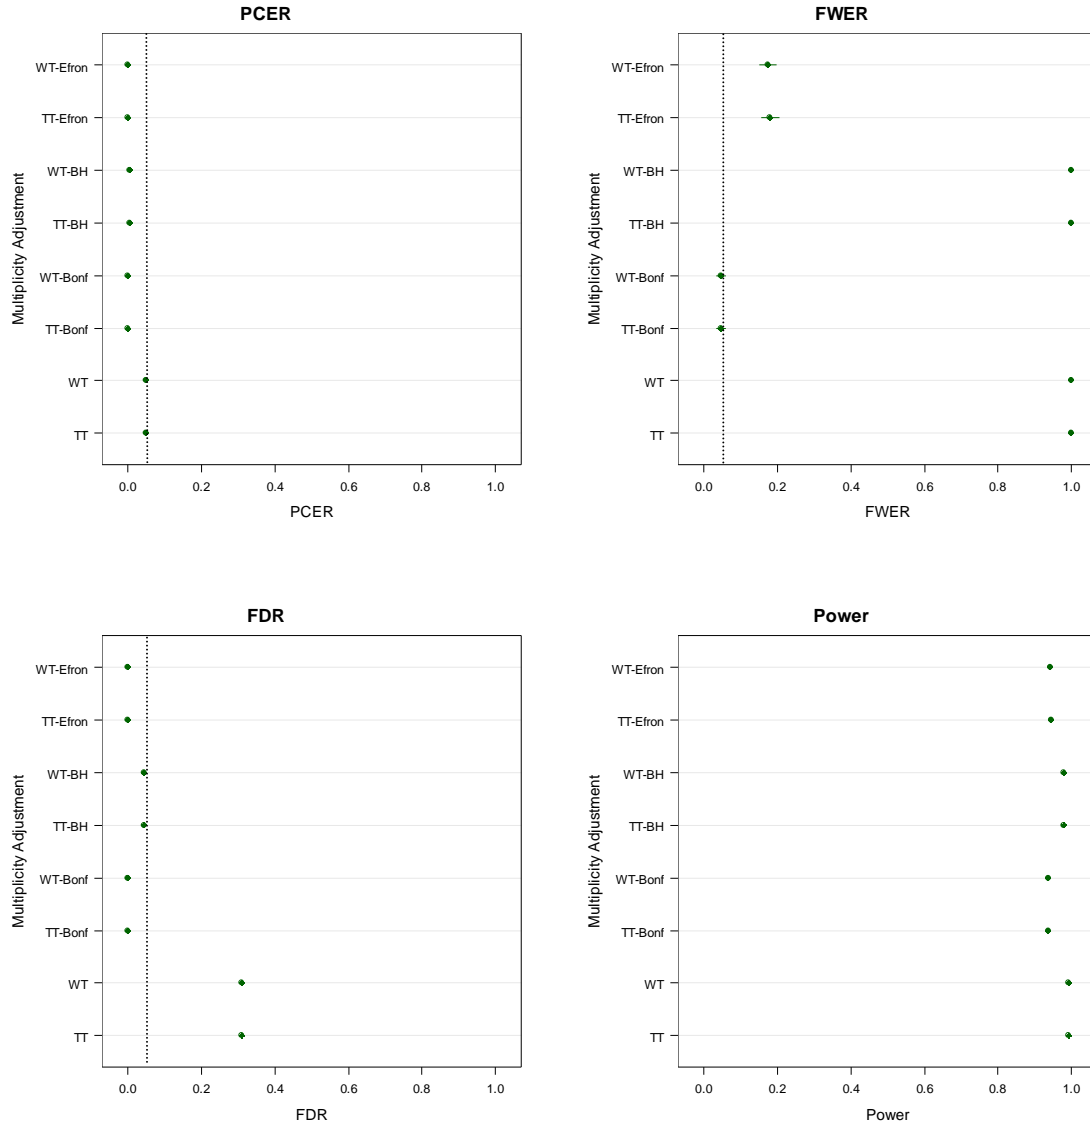 PCER
Multiplicity Adjustment
WT-Efron
TT-Efron
WT-BH
TT-BH
WT-Bonf
TT-Bonf
WT
TT
0.0 0.2 0.4 0.6 0.8 1.0
PCER
FWER
Multiplicity Adjustment
WT-Efron
TT-Efron
WT-BH
TT-BH
WT-Bonf
TT-Bonf
WT
TT
0.0 0.2 0.4 0.6 0.8 1.0
FWER
FDR
Multiplicity Adjustment
WT-Efron
TT-Efron
WT-BH
TT-BH
WT-Bonf
TT-Bonf
WT
TT
0.0 0.2 0.4 0.6 0.8 1.0
FDR
Power
Multiplicity Adjustment
WT-Efron
TT-Efron
WT-BH
TT-BH
WT-Bonf
TT-Bonf
WT
TT
0.0 0.2 0.4 0.6 0.8 1.0
Power